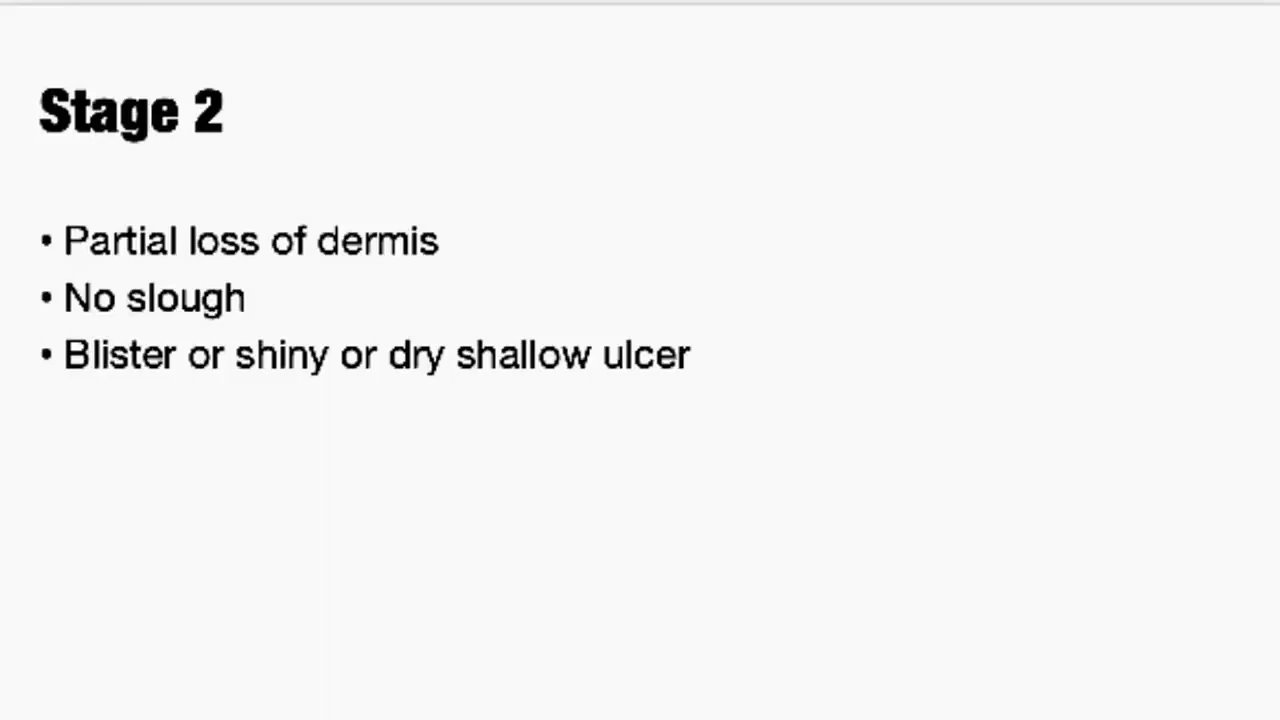 Stage 2
• Partial loss of dermis
• No slough
• Blister or shiny or dry shallow ulcer